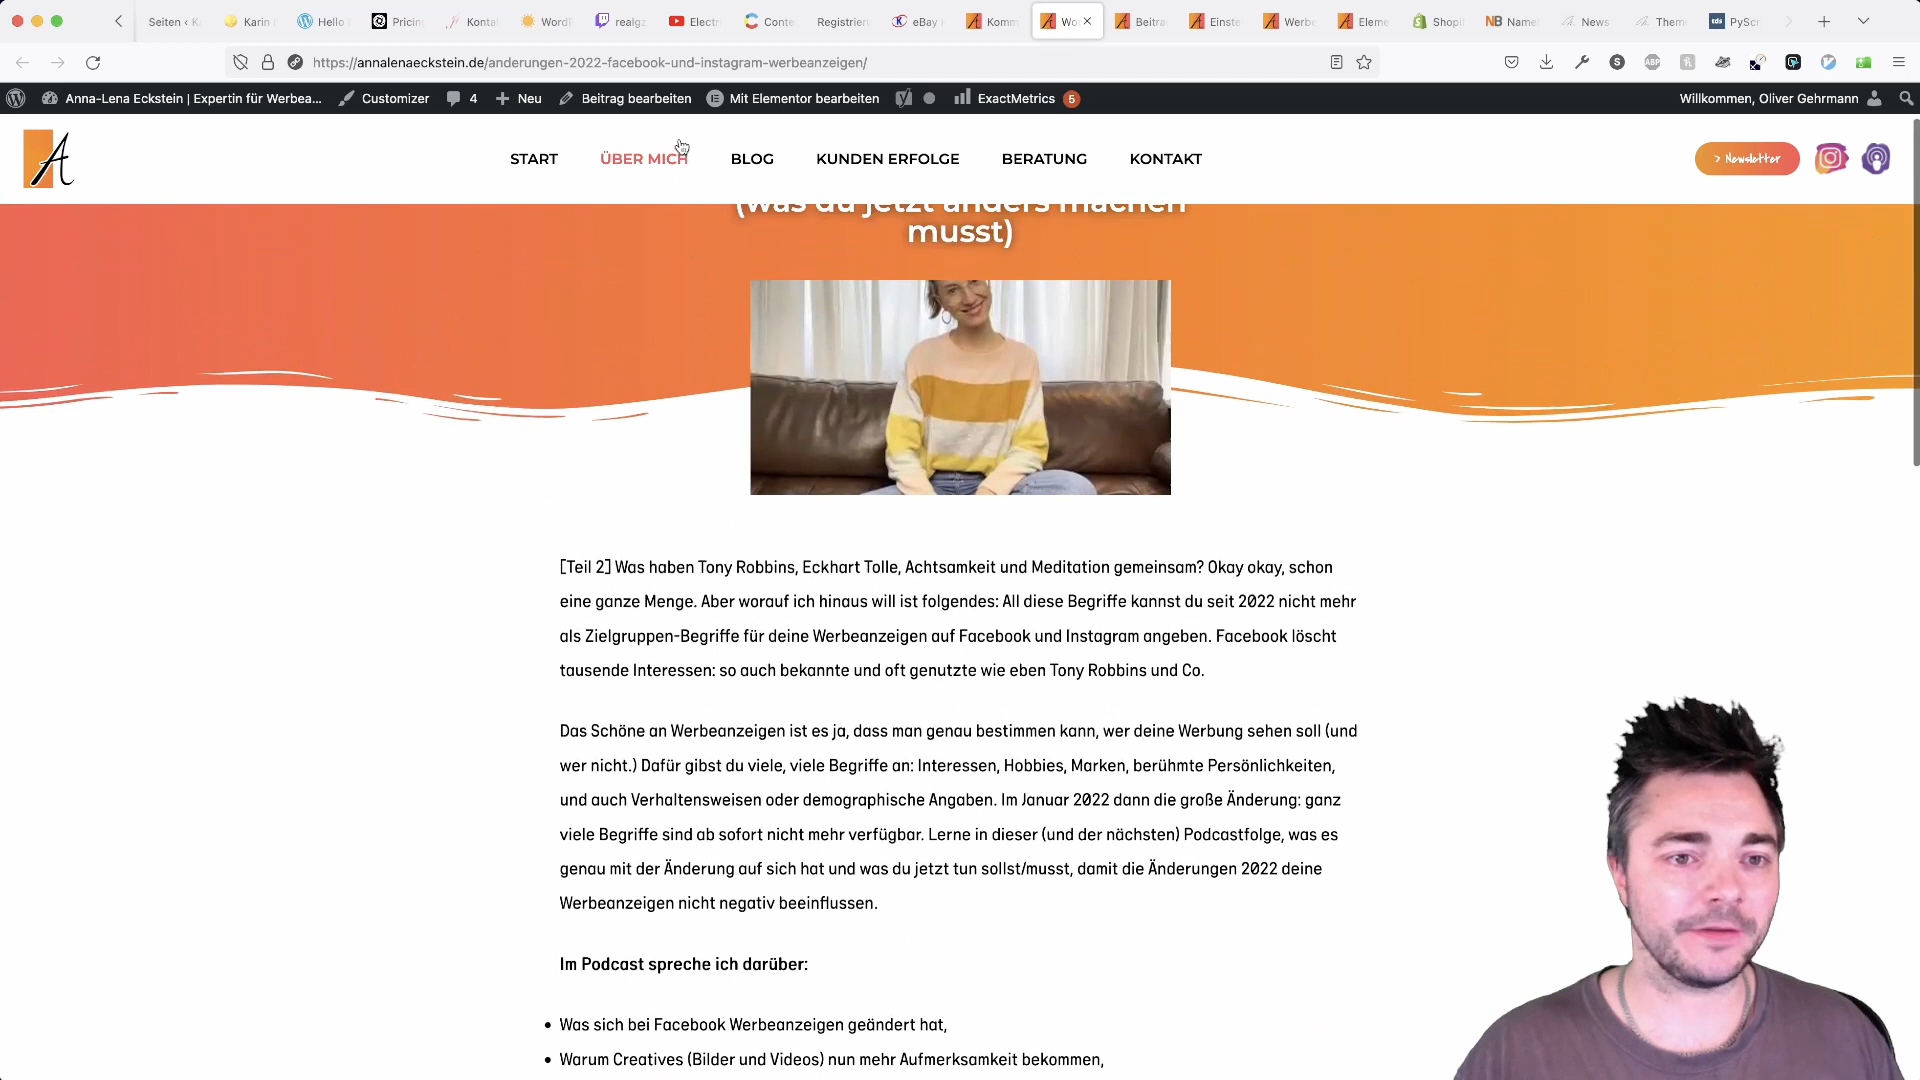 Seiten ‹ K
Karin
Hello
Pricing
Konta
WordP
realgz
Electr
Conte
Registrier
eBay
Komm
Wo
Beitra
Einste
Werbe
Eleme
Shopi
Name
News
Them
PyScr
https://annalenaeckstein.de/anderungen-2022-facebook-und-instagram-werbeanzeigen/
Anna-Lena Eckstein | Expertin für Werbea...
Customizer
4
Neu
Beitrag bearbeiten
Mit Elementor bearbeiten
ExactMetrics
5
Willkommen, Oliver Gehrmann
A
START
ÜBER MICH
BLOG
KUNDEN ERFOLGE
BERATUNG
KONTAKT
> Newsletter
(was du jetzt anders machen
musst)
[Teil 2] Was haben Tony Robbins, Eckhart Tolle, Achtsamkeit und Meditation gemeinsam? Okay okay, schon
eine ganze Menge. Aber worauf ich hinaus will ist folgendes: All diese Begriffe kannst du seit 2022 nicht mehr
als Zielgruppen-Begriffe für deine Werbeanzeigen auf Facebook und Instagram angeben. Facebook löscht
tausende Interessen: so auch bekannte und oft genutzte wie eben Tony Robbins und Co.
Das Schöne an Werbeanzeigen ist es ja, dass man genau bestimmen kann, wer deine Werbung sehen soll (und
wer nicht.) Dafür gibst du viele, viele Begriffe an: Interessen, Hobbies, Marken, berühmte Persönlichkeiten,
und auch Verhaltensweisen oder demographische Angaben. Im Januar 2022 dann die große Änderung: ganz
viele Begriffe sind ab sofort nicht mehr verfügbar. Lerne in dieser (und der nächsten) Podcastfolge, was es
genau mit der Änderung auf sich hat und was du jetzt tun sollst/musst, damit die Änderungen 2022 deine
Werbeanzeigen nicht negativ beeinflussen.
Im Podcast spreche ich darüber:
• Was sich bei Facebook Werbeanzeigen geändert hat,
• Warum Creatives (Bilder und Videos) nun mehr Aufmerksamkeit bekommen,